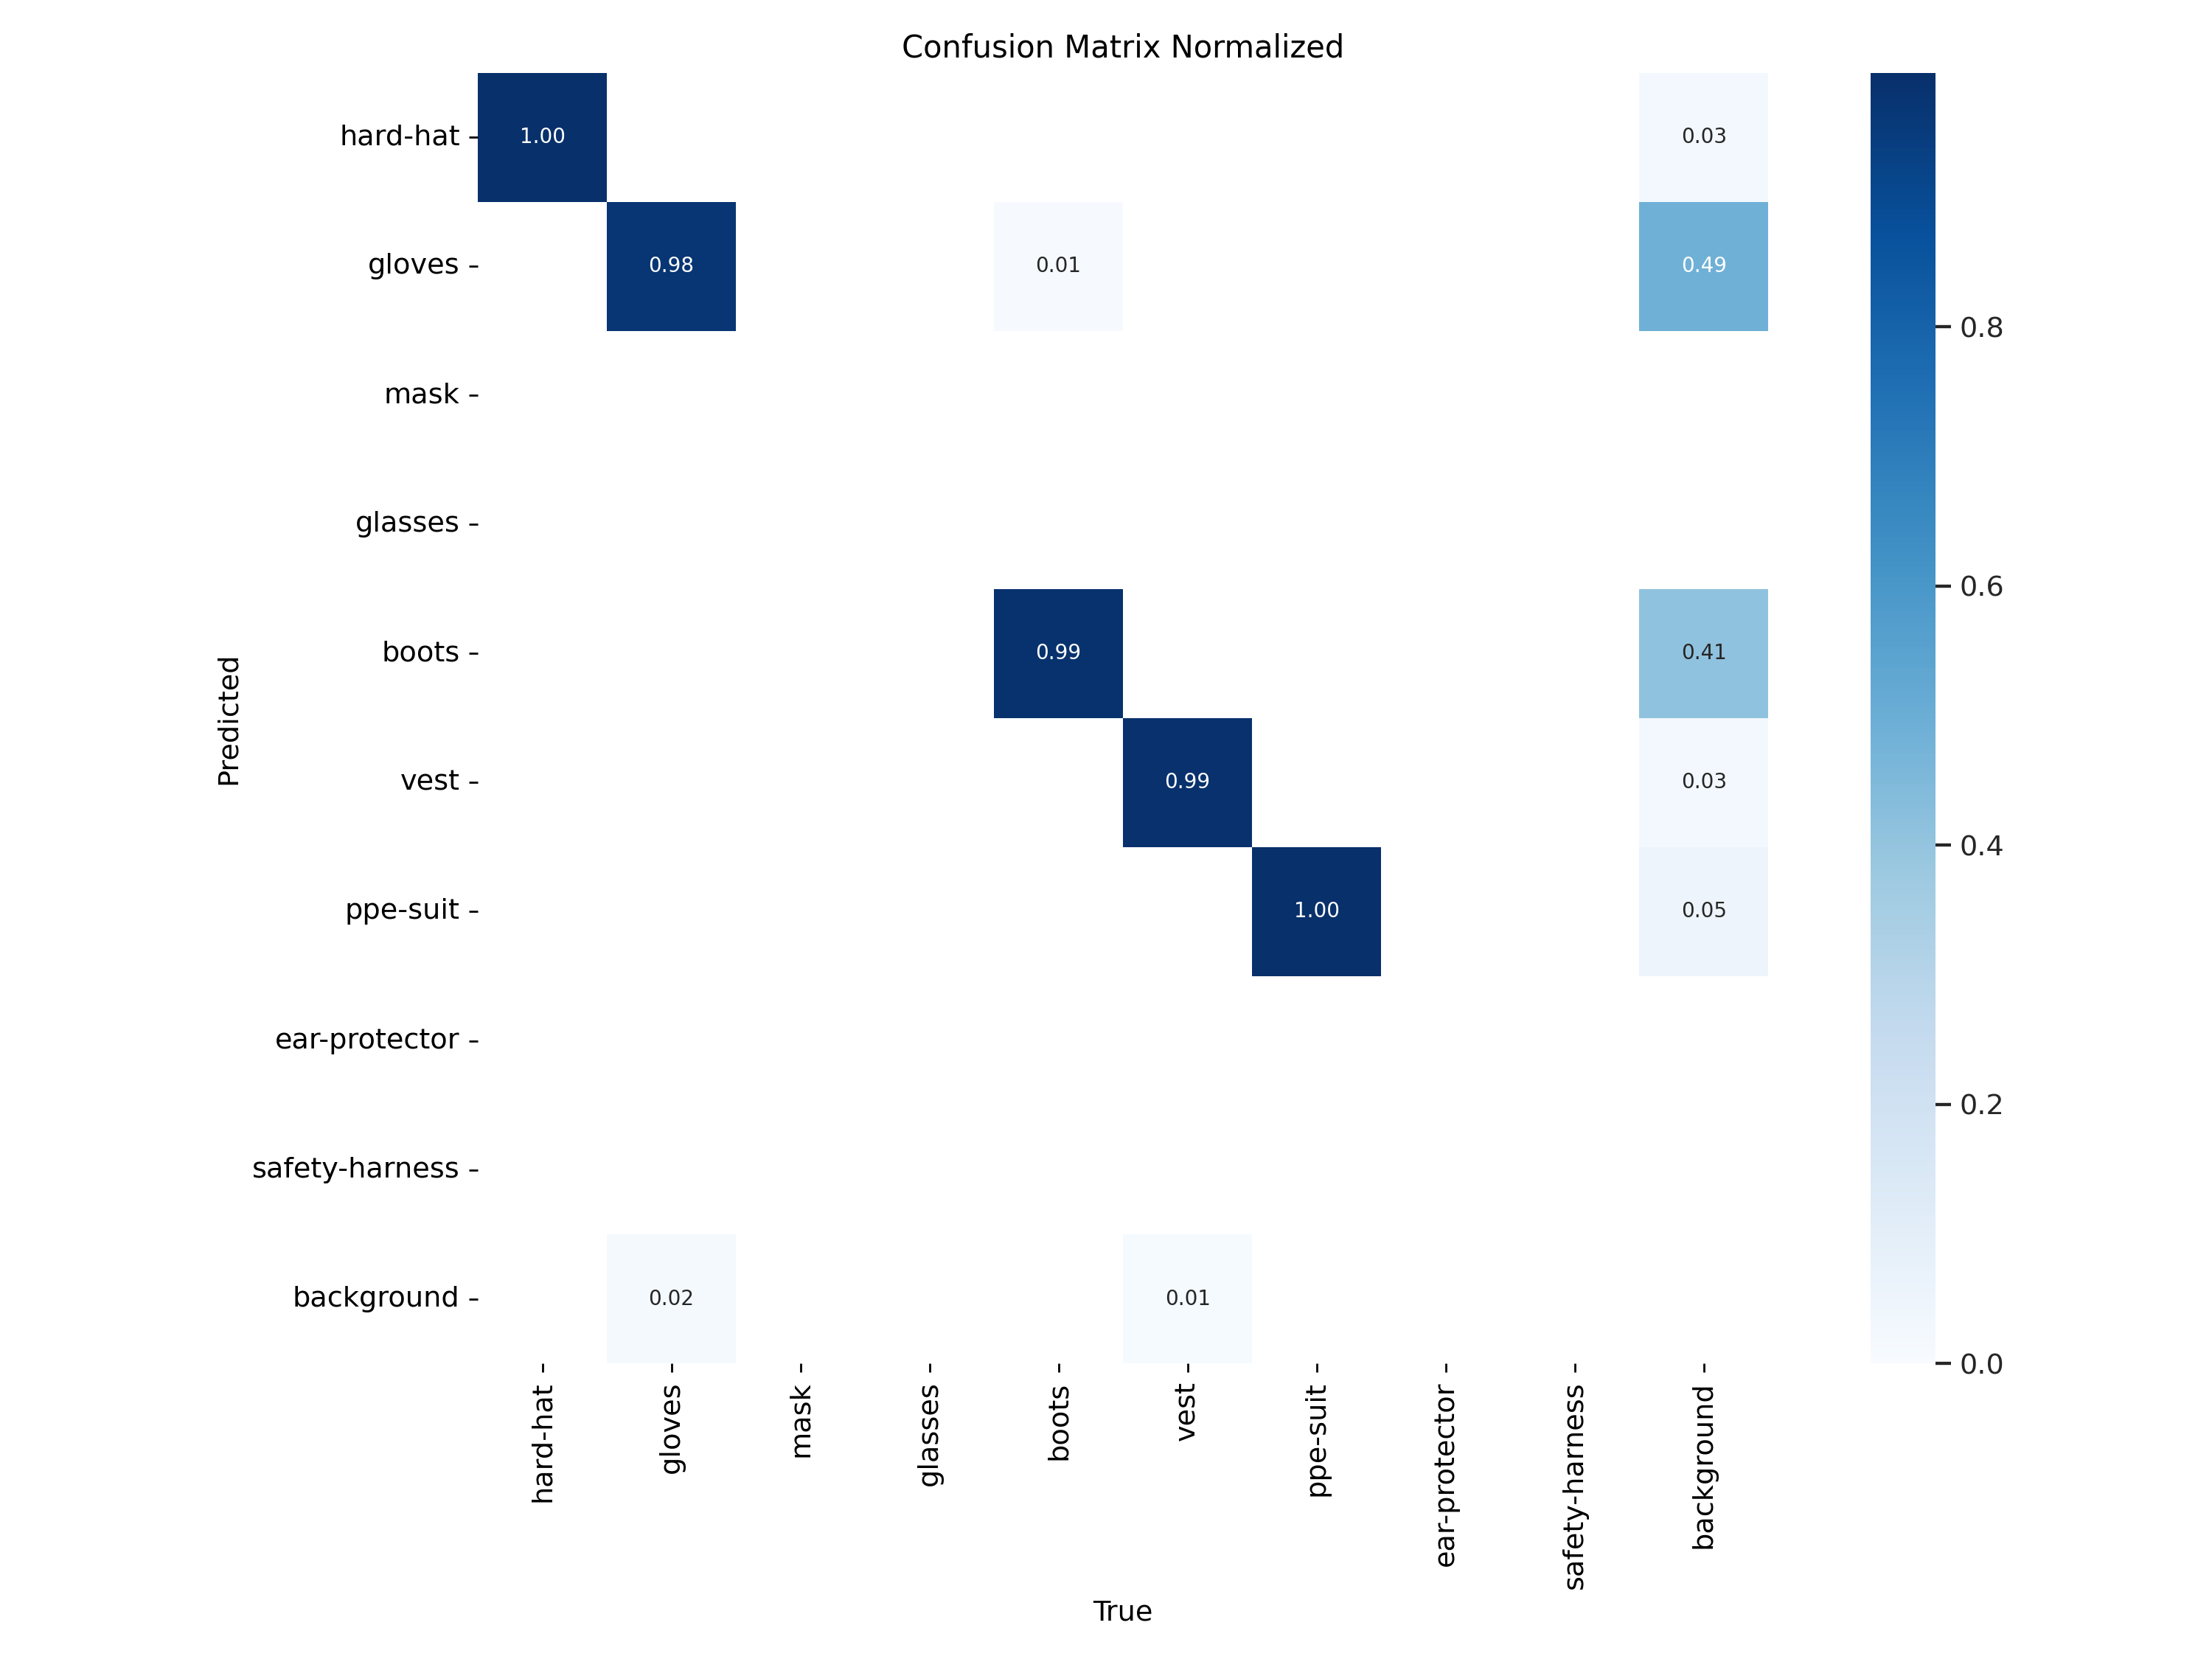 Confusion Matrix Normalized
hard-hat
1.00
0.03
gloves
0.98
0.01
0.49
mask
glasses
boots
0.99
0.41
vest
0.99
0.03
ppe-suit
1.00
0.05
ear-protector
safety-harness
background
0.02
0.01
Predicted
hard-hat
gloves
mask
glasses
boots
vest
ppe-suit
ear-protector
safety-harness
background
True
0.8
0.6
0.4
0.2
0.0